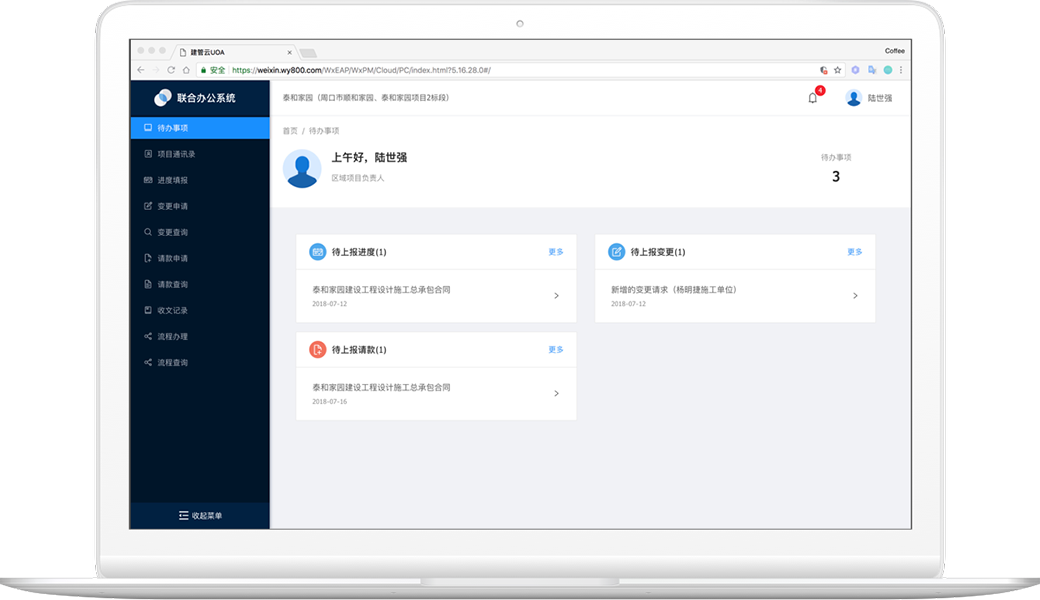 建管云UOA
Coffee
安全 https://weixin.wy800.com/WxEAP/WxPM/Cloud/PC/index.html?5.16.28.0#/
联合办公系统
泰和家园（周口市顺和家园、泰和家园项目2标段）
4
陆世强
待办事项
项目通讯录
进度填报
变更申请
变更查询
请款申请
请款查询
收文记录
流程办理
流程查询
收起菜单
首页 / 待办事项
上午好，陆世强
区域项目负责人
待办事项
3
待上报进度(1)
更多
泰和家园建设工程设计施工总承包合同
2018-07-12
待上报变更(1)
更多
新增的变更请求（杨明捷施工单位）
2018-07-12
待上报请款(1)
更多
泰和家园建设工程设计施工总承包合同
2018-07-16